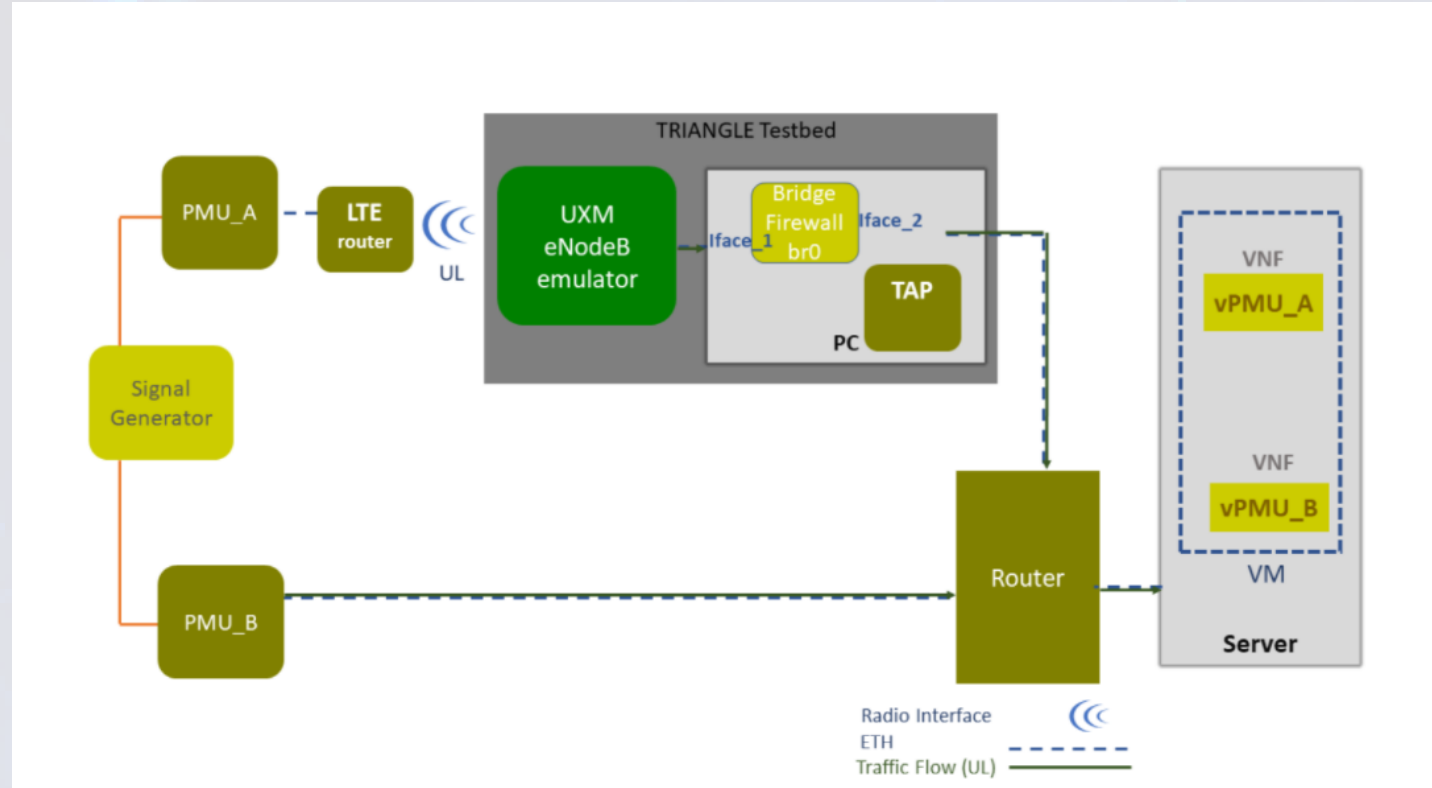 TRIANGLE Testbed
PMU_A
LTE
router
UL
UXM
eNodeB
emulator
Iface_1
Bridge
Firewall
br0
Iface_2
TAP
PC
Signal
Generator
PMU_B
Router
VNF
vPMU_A
VNF
vPMU_B
VM
Server
Radio Interface
ETH
Traffic Flow (UL)